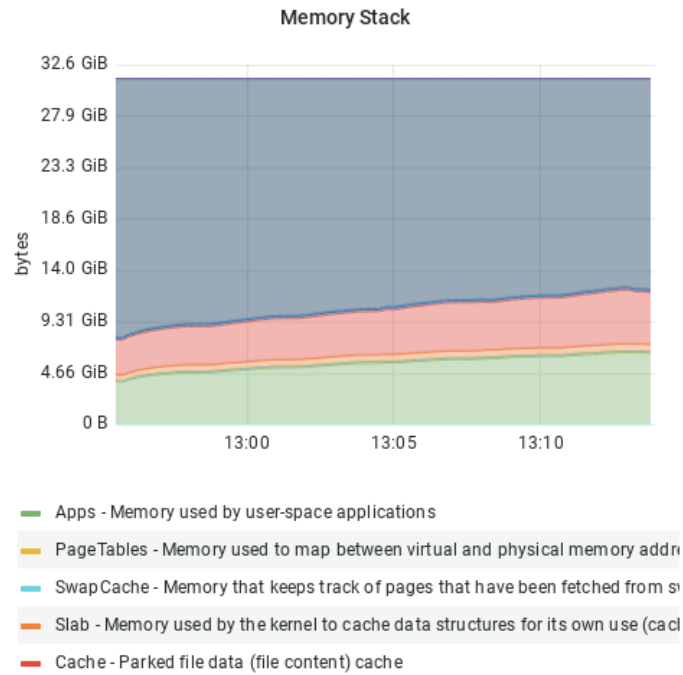 Memory Stack
32.6 GiB
27.9 GiB
23.3 GiB
18.6 GiB
14.0 GiB
9.31 GiB
4.66 GiB
0 B
bytes
13:00 13:05 13:10
Apps - Memory used by user-space applications
PageTables - Memory used to map between virtual and physical memory
SwapCache - Memory that keeps track of pages that have been fetched from
Slab - Memory used by the kernel to cache data structures for its own use
Cache - Parked file data (file content) cache